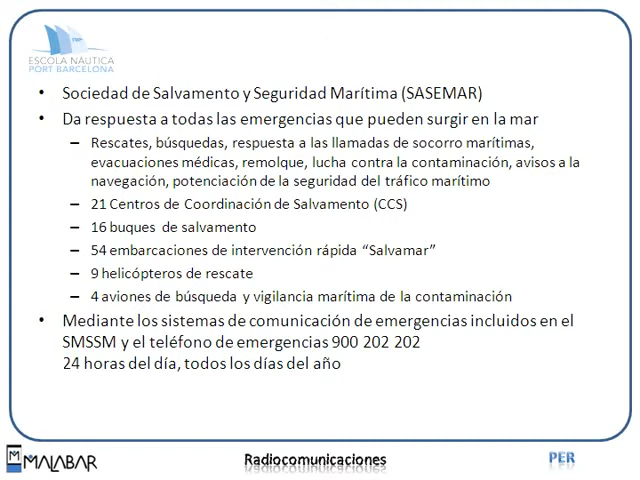 ESCOLA NÀUTICA
PORT BARCELONA
• Sociedad de Salvamento y Seguridad Marítima (SASEMAR)
• Da respuesta a todas las emergencias que pueden surgir en la mar
– Rescates, búsquedas, respuesta a las llamadas de socorro marítimas,
evacuaciones médicas, remolque, lucha contra la contaminación, avisos a la
navegación, potenciación de la seguridad del tráfico marítimo
– 21 Centros de Coordinación de Salvamento (CCS)
– 16 buques de salvamento
– 54 embarcaciones de intervención rápida “Salvamar”
– 9 helicópteros de rescate
– 4 aviones de búsqueda y vigilancia marítima de la contaminación
• Mediante los sistemas de comunicación de emergencias incluidos en el
SMSSM y el teléfono de emergencias 900 202 202
24 horas del día, todos los días del año
MALABAR
Radiocomunicaciones
PER